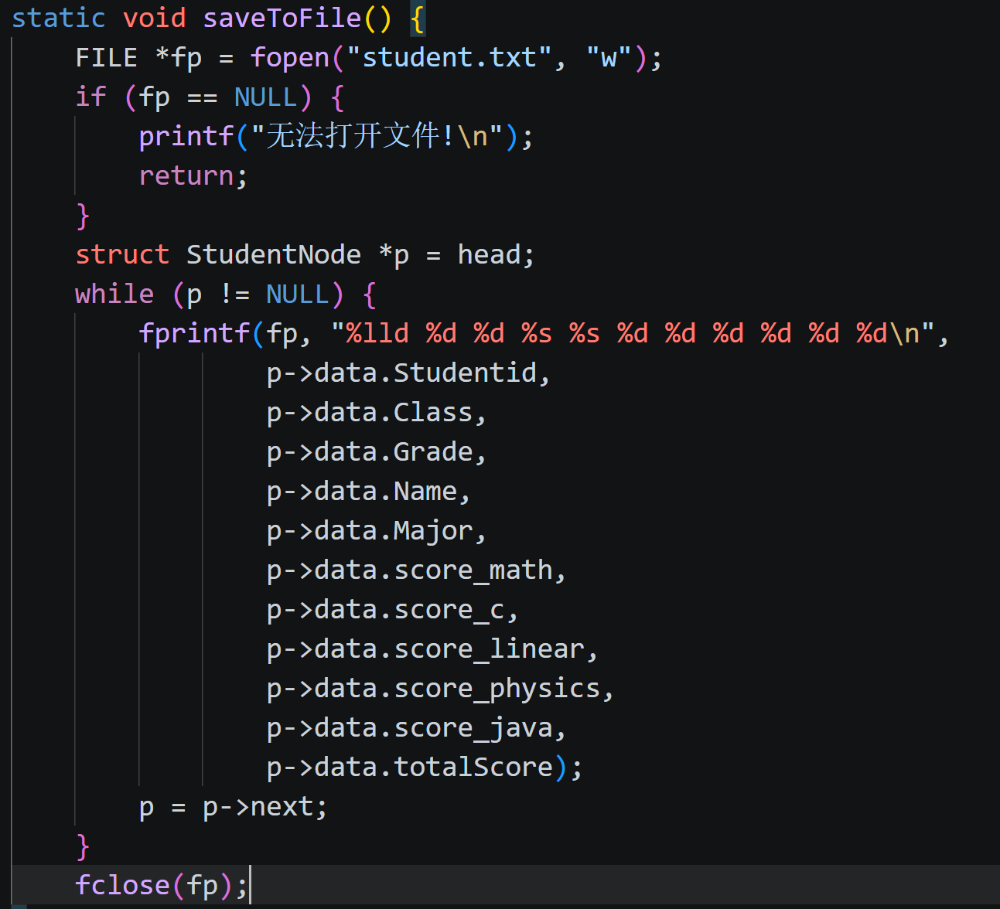 static void saveToFile() {
    FILE *fp = fopen("student.txt", "w");
    if (fp == NULL) {
        printf("无法打开文件!\n");
        return;
    }
    struct StudentNode *p = head;
    while (p != NULL) {
        fprintf(fp, "%lld %d %d %s %s %d %d %d %d %d %d\n",
                p->data.Studentid,
                p->data.Class,
                p->data.Grade,
                p->data.Name,
                p->data.Major,
                p->data.score_math,
                p->data.score_c,
                p->data.score_linear,
                p->data.score_physics,
                p->data.score_java,
                p->data.totalScore);
        p = p->next;
    }
    fclose(fp);